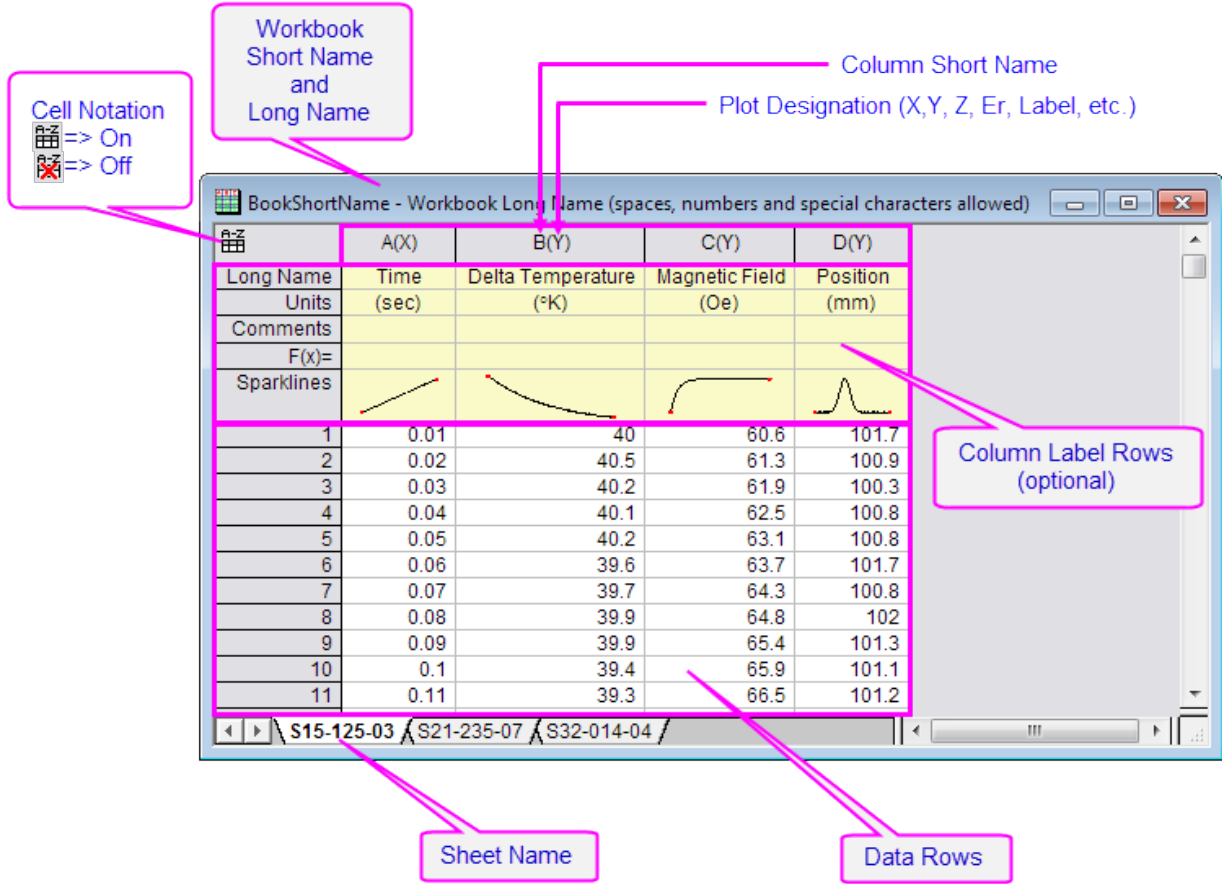 Workbook
Short Name
and
Long Name
Column Short Name
Plot Designation (X,Y, Z, Er, Label, etc.)
Cell Notation
A-Z => On
A-Z => Off
BookShortName - Workbook Long Name (spaces, numbers and special characters allowed)
A-Z A(X) B(Y) C(Y) D(Y)
Long Name Time Delta Temperature Magnetic Field Position
Units (sec) (°K) (Oe) (mm)
Comments
F(x)=
Sparklines
1 0.01 40 60.6 101.7
2 0.02 40.5 61.3 100.9
3 0.03 40.2 61.9 100.3
4 0.04 40.1 62.5 100.8
5 0.05 40.2 63.1 100.8
6 0.06 39.6 63.7 101.7
7 0.07 39.7 64.3 100.8
8 0.08 39.9 64.8 102
9 0.09 39.9 65.4 101.3
10 0.1 39.4 65.9 101.1
11 0.11 39.3 66.5 101.2
Column Label Rows
(optional)
S15-125-03 S21-235-07 S32-014-04
Sheet Name
Data Rows